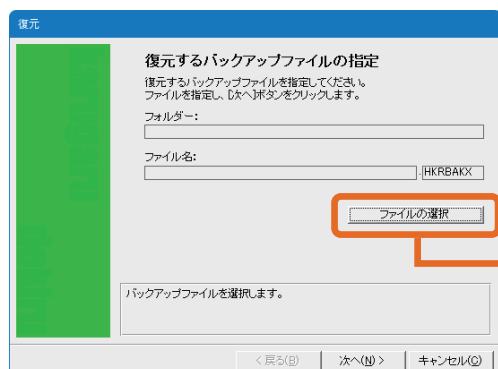 復元
復元するバックアップファイルの指定
復元するバックアップファイルを指定してください。
ファイルを指定し、[次へ]ボタンをクリックします。
フォルダー:
ファイル名:
.HKRBAKX
ファイルの選択
バックアップファイルを選択します。
<戻る(B) 次へ(N)> キャンセル(C)